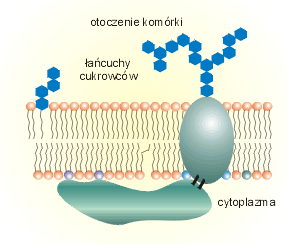 otoczenie komórki
łańcuchy
cukrowców
cytoplazma